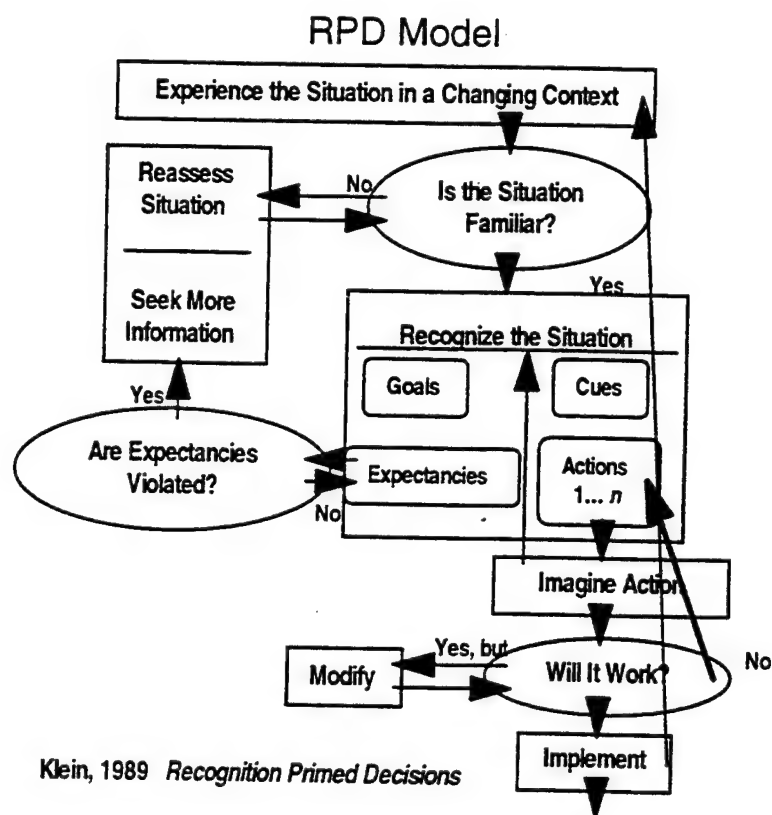 RPD Model
Experience the Situation in a Changing Context
Reassess
Situation
No
Is the Situation
Familiar?
Seek More
Information
Yes
Recognize the Situation
Goals
Cues
Yes
Are Expectancies
Violated?
Expectancies
Actions
1... n
No
Imagine Action
Yes, but
Will It Work?
No
Modify
Implement
Klein, 1989 Recognition Primed Decisions